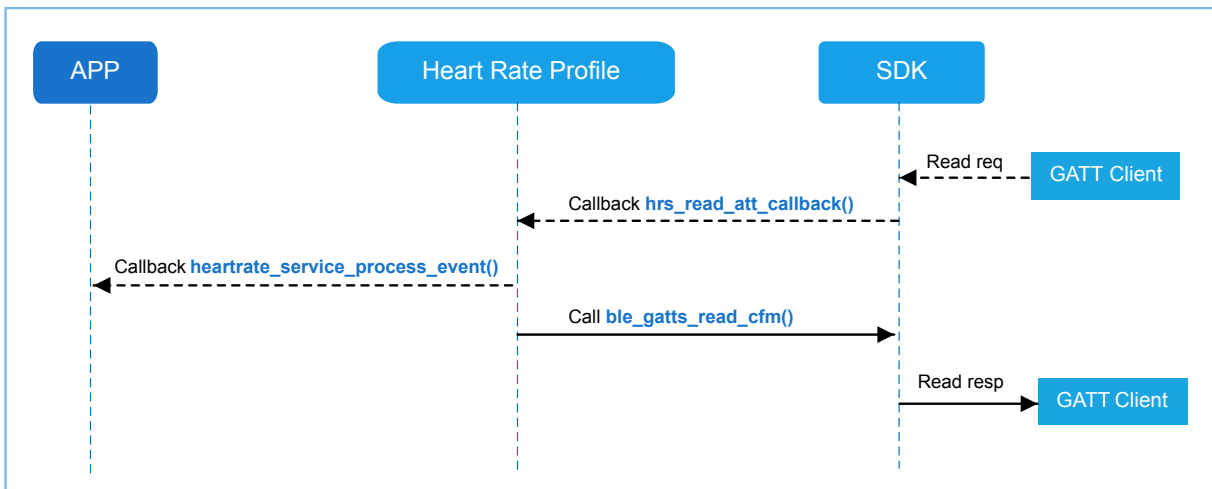 APP
Heart Rate Profile
SDK
Read req
GATT Client
Callback hrs_read_att_callback()
Callback heartrate_service_process_event()
Call ble_gatts_read_cfm()
Read resp
GATT Client